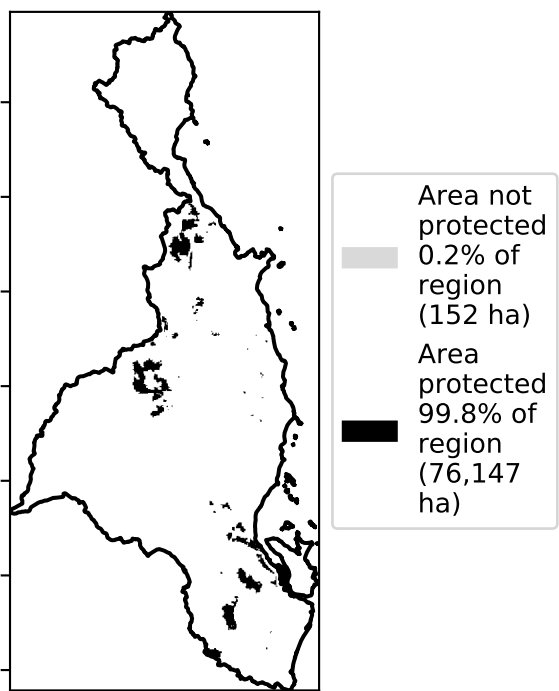 Area not
protected
0.2% of
region
(152 ha)
Area
protected
99.8% of
region
(76,147
ha)